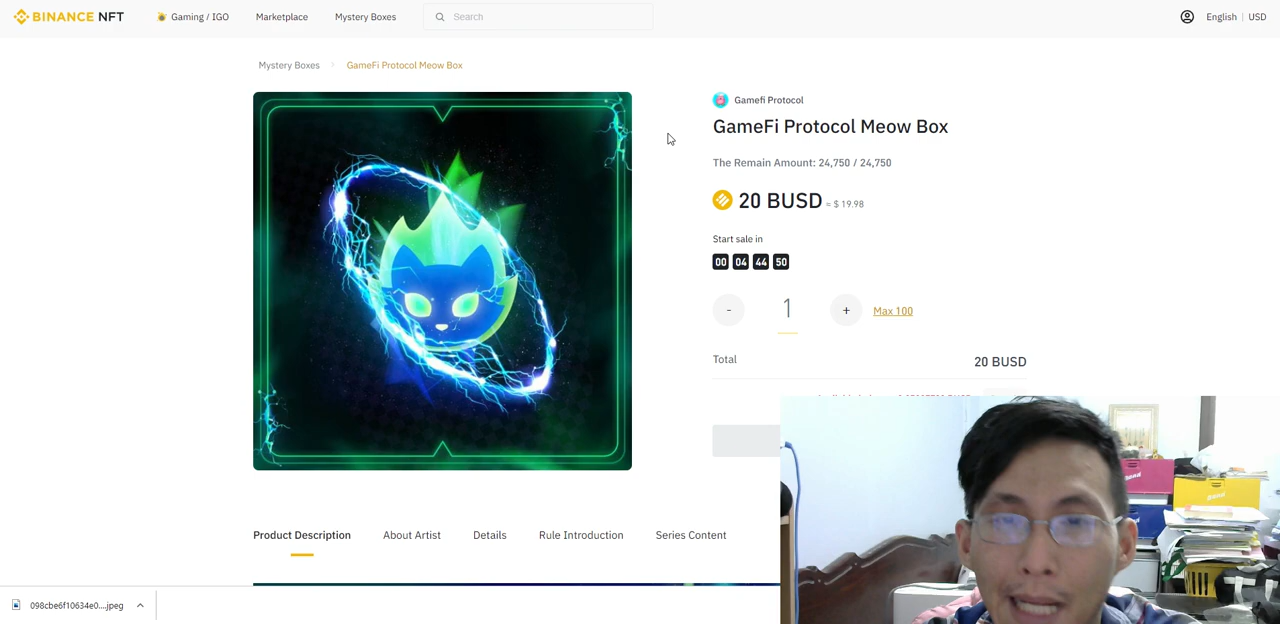 BINANCE NFT
Gaming / IGO
Marketplace
Mystery Boxes
Search
English | USD
Mystery Boxes
GameFi Protocol Meow Box
Gamefi Protocol
GameFi Protocol Meow Box
The Remain Amount: 24,750 / 24,750
20 BUSD ≈ $ 19.98
Start sale in
00 04 44 50
- 1 + Max 100
Total 20 BUSD
Product Description
About Artist
Details
Rule Introduction
Series Content
098cbe6f10634e0....jpeg